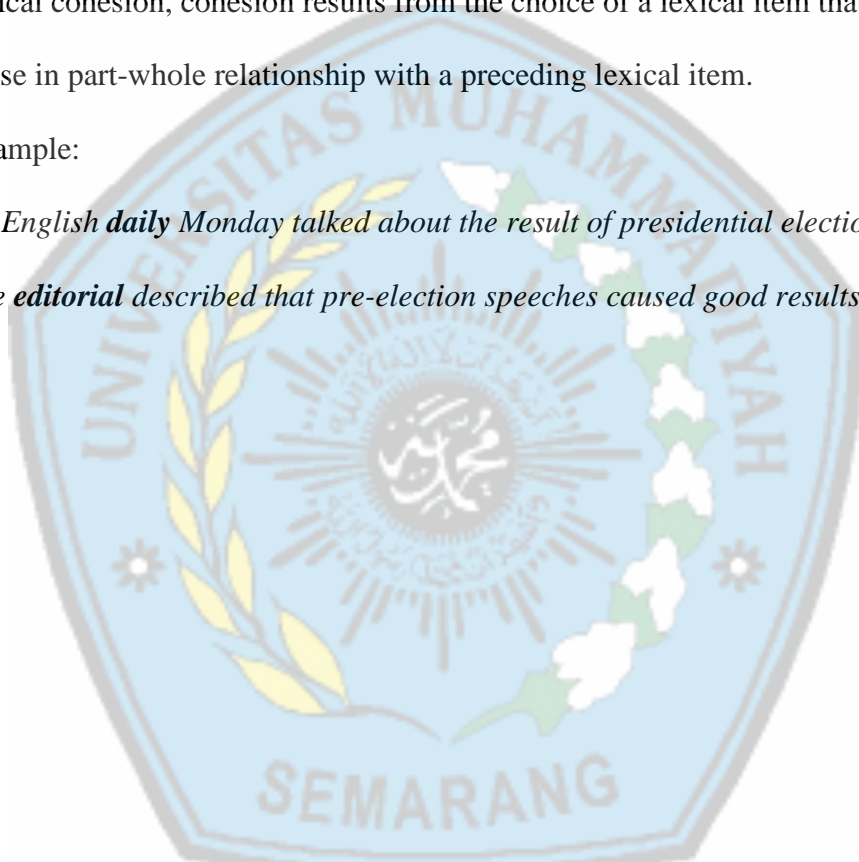 ical cohesion, cohesion results from the choice of a lexical item tha
se in part-whole relationship with a preceding lexical item.
ample:
English daily Monday talked about the result of presidential electio
e editorial described that pre-election speeches caused good results
UNIVERSITAS MUHAMMADIYAH
SEMARANG